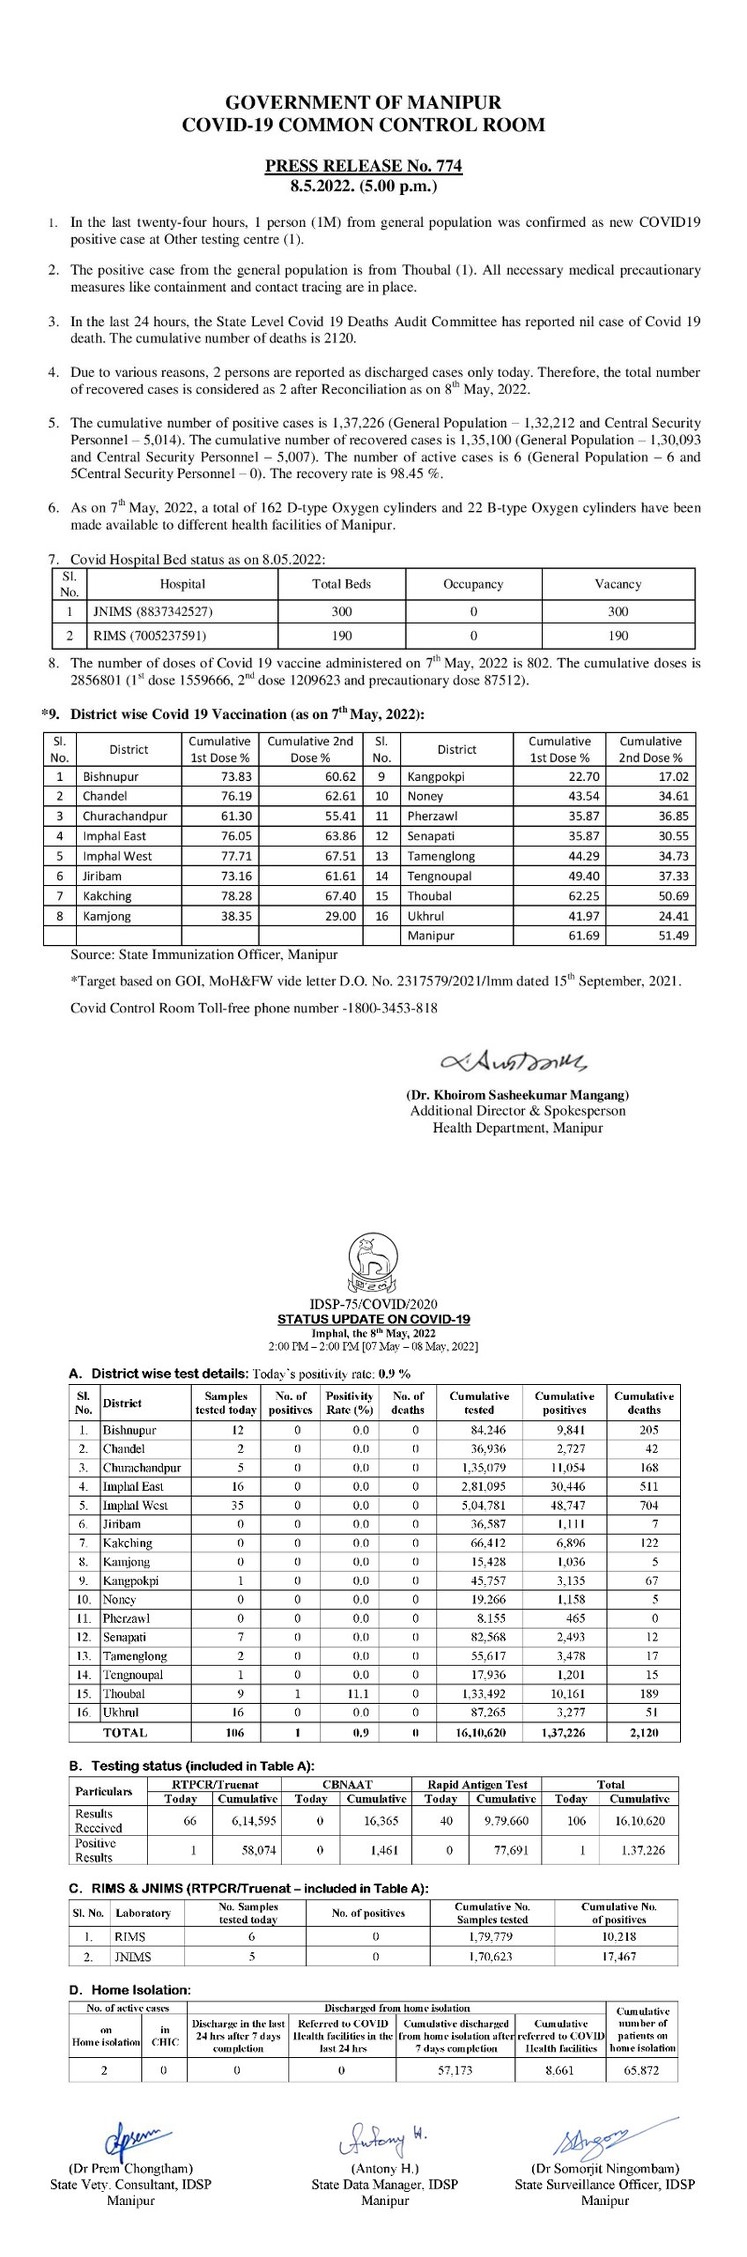 GOVERNMENT OF MANIPUR
COVID-19 COMMON CONTROL ROOM
PRESS RELEASE No. 774
8.5.2022. (5.00 p.m.)
1. In the last twenty-four hours, 1 person (1M) from general population was confirmed as new COVID19
positive case at Other testing centre (1).
2. The positive case from the general population is from Thoubal (1). All necessary medical precautionary
measures like containment and contact tracing are in place.
3. In the last 24 hours, the State Level Covid 19 Deaths Audit Committee has reported nil case of Covid 19
death. The cumulative number of deaths is 2120.
4. Due to various reasons, 2 persons are reported as discharged cases only today. Therefore, the total number
of recovered cases is considered as 2 after Reconciliation as on 8th May, 2022.
5. The cumulative number of positive cases is 1,37,226 (General Population – 1,32,212 and Central Security
Personnel – 5,014). The cumulative number of recovered cases is 1,35,100 (General Population – 1,30,093
and Central Security Personnel – 5,007). The number of active cases is 6 (General Population – 6 and
5Central Security Personnel – 0). The recovery rate is 98.45 %.
6. As on 7th May, 2022, a total of 162 D-type Oxygen cylinders and 22 B-type Oxygen cylinders have been
made available to different health facilities of Manipur.
7. Covid Hospital Bed status as on 8.05.2022:
Sl. No. Hospital Total Beds Occupancy Vacancy
1 JNIMS (8837342527) 300 0 300
2 RIMS (7005237591) 190 0 190
8. The number of doses of Covid 19 vaccine administered on 7th May, 2022 is 802. The cumulative doses is
2856801 (1st dose 1559666, 2nd dose 1209623 and precautionary dose 87512).
*9. District wise Covid 19 Vaccination (as on 7th May, 2022):
Sl. No. District Cumulative 1st Dose % Cumulative 2nd Dose % Sl. No. District Cumulative 1st Dose % Cumulative 2nd Dose %
1 Bishnupur 73.83 60.62 9 Kangpokpi 22.70 17.02
2 Chandel 76.19 62.61 10 Noney 43.54 34.61
3 Churachandpur 61.30 55.41 11 Pherzawl 35.87 36.85
4 Imphal East 76.05 63.86 12 Senapati 35.87 30.55
5 Imphal West 77.71 67.51 13 Tamenglong 44.29 34.73
6 Jiribam 73.16 61.61 14 Tengnoupal 49.40 37.33
7 Kakching 78.28 67.40 15 Thoubal 62.25 50.69
8 Kamjong 38.35 29.00 16 Ukhrul 41.97 24.41
Manipur 61.69 51.49
Source: State Immunization Officer, Manipur
*Target based on GOI, MoH&FW vide letter D.O. No. 2317579/2021/Imm dated 15th September, 2021.
Covid Control Room Toll-free phone number -1800-3453-818
(Dr. Khoirom Sasheekumar Mangang)
Additional Director & Spokesperson
Health Department, Manipur
IDSP-75/COVID/2020
STATUS UPDATE ON COVID-19
Imphal, the 8th May, 2022
2:00 PM – 2:00 PM [07 May – 08 May, 2022]
A. District wise test details: Today's positivity rate: 0.9 %
Sl. No. District Samples tested today No. of positives Positivity Rate (%) No. of deaths Cumulative tested Cumulative positives Cumulative deaths
1. Bishnupur 12 0 0.0 0 84,246 9,841 205
2. Chandel 2 0 0.0 0 36,936 2,727 42
3. Churachandpur 5 0 0.0 0 1,35,079 11,054 168
4. Imphal East 16 0 0.0 0 2,81,095 30,446 511
5. Imphal West 35 0 0.0 0 5,04,781 48,747 704
6. Jiribam 0 0 0.0 0 36,587 1,111 7
7. Kakching 0 0 0.0 0 66,412 6,896 122
8. Kamjong 0 0 0.0 0 15,428 1,036 5
9. Kangpokpi 1 0 0.0 0 45,757 3,135 67
10. Noney 0 0 0.0 0 19,266 1,158 5
11. Pherzawl 0 0 0.0 0 8,155 465 0
12. Senapati 7 0 0.0 0 82,568 2,493 12
13. Tamenglong 2 0 0.0 0 55,617 3,478 17
14. Tengnoupal 1 0 0.0 0 17,936 1,201 15
15. Thoubal 9 1 11.1 0 1,33,492 10,161 189
16. Ukhrul 16 0 0.0 0 87,265 3,277 51
TOTAL 106 1 0.9 0 16,10,620 1,37,226 2,120
B. Testing status (included in Table A):
Particulars RTPCR/Truenat CBNAAT Rapid Antigen Test Total
Today Cumulative Today Cumulative Today Cumulative Today Cumulative
Results Received 66 6,14,595 0 16,365 40 9,79,660 106 16,10,620
Positive Results 1 58,074 0 1,461 0 77,691 1 1,37,226
C. RIMS & JNIMS (RTPCR/Truenat – included in Table A):
Sl. No. Laboratory No. Samples tested today No. of positives Cumulative No. Samples tested Cumulative No. of positives
1. RIMS 6 0 1,79,779 10,218
2. JNIMS 5 0 1,70,623 17,467
D. Home Isolation:
No. of active cases Discharged from home isolation Cumulative number of patients on home isolation
on Home isolation in CHIC Discharge in the last 24 hrs after 7 days completion Referred to COVID Health facilities in the last 24 hrs Cumulative discharged from home isolation after 7 days completion Cumulative referred to COVID Health facilities
2 0 0 0 57,173 8,661 65,872
Antony H.
(Dr Prem Chongtham) (Antony H.) (Dr Somorjit Ningombam)
State Vety. Consultant, IDSP State Data Manager, IDSP State Surveillance Officer, IDSP
Manipur Manipur Manipur